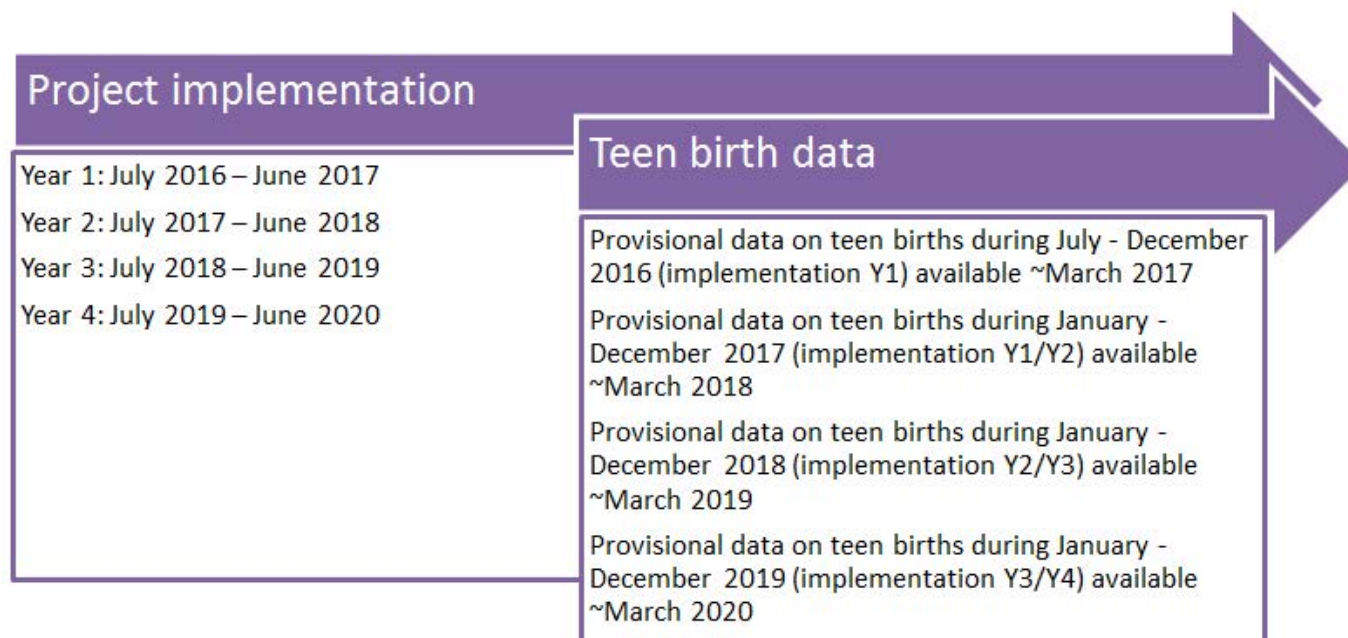 Project implementation
Year 1: July 2016 – June 2017
Year 2: July 2017 – June 2018
Year 3: July 2018 – June 2019
Year 4: July 2019 – June 2020
Teen birth data
Provisional data on teen births during July - December
2016 (implementation Y1) available ~March 2017
Provisional data on teen births during January -
December 2017 (implementation Y1/Y2) available
~March 2018
Provisional data on teen births during January -
December 2018 (implementation Y2/Y3) available
~March 2019
Provisional data on teen births during January -
December 2019 (implementation Y3/Y4) available
~March 2020